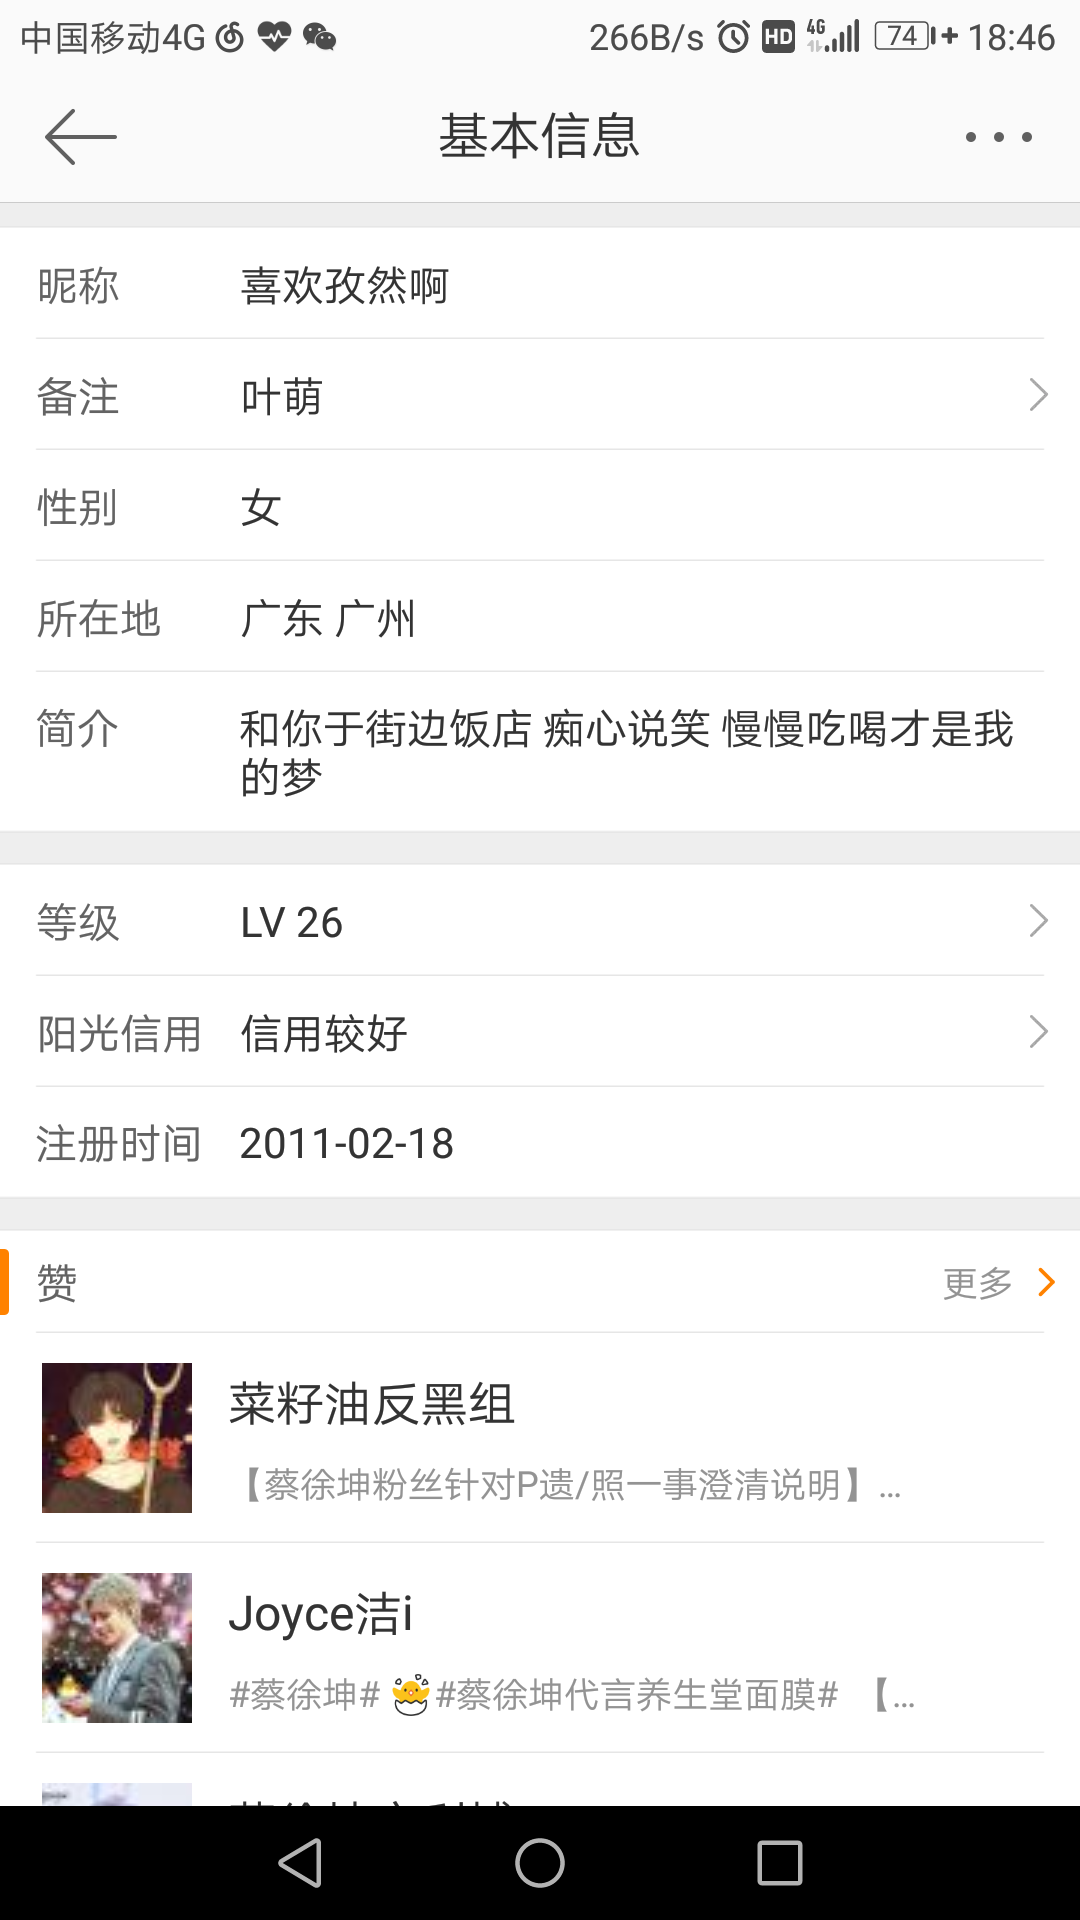 中国移动4G 266B/s HD 4G 74 18:46
基本信息
昵称 喜欢孜然啊
备注 叶萌
性别 女
所在地 广东 广州
简介 和你于街边饭店 痴心说笑 慢慢吃喝才是我
的梦
等级 LV 26
阳光信用 信用较好
注册时间 2011-02-18
赞 更多
菜籽油反黑组
【蔡徐坤粉丝针对P遗/照一事澄清说明】...
Joyce洁i
#蔡徐坤# 🐣#蔡徐坤代言养生堂面膜# 【...